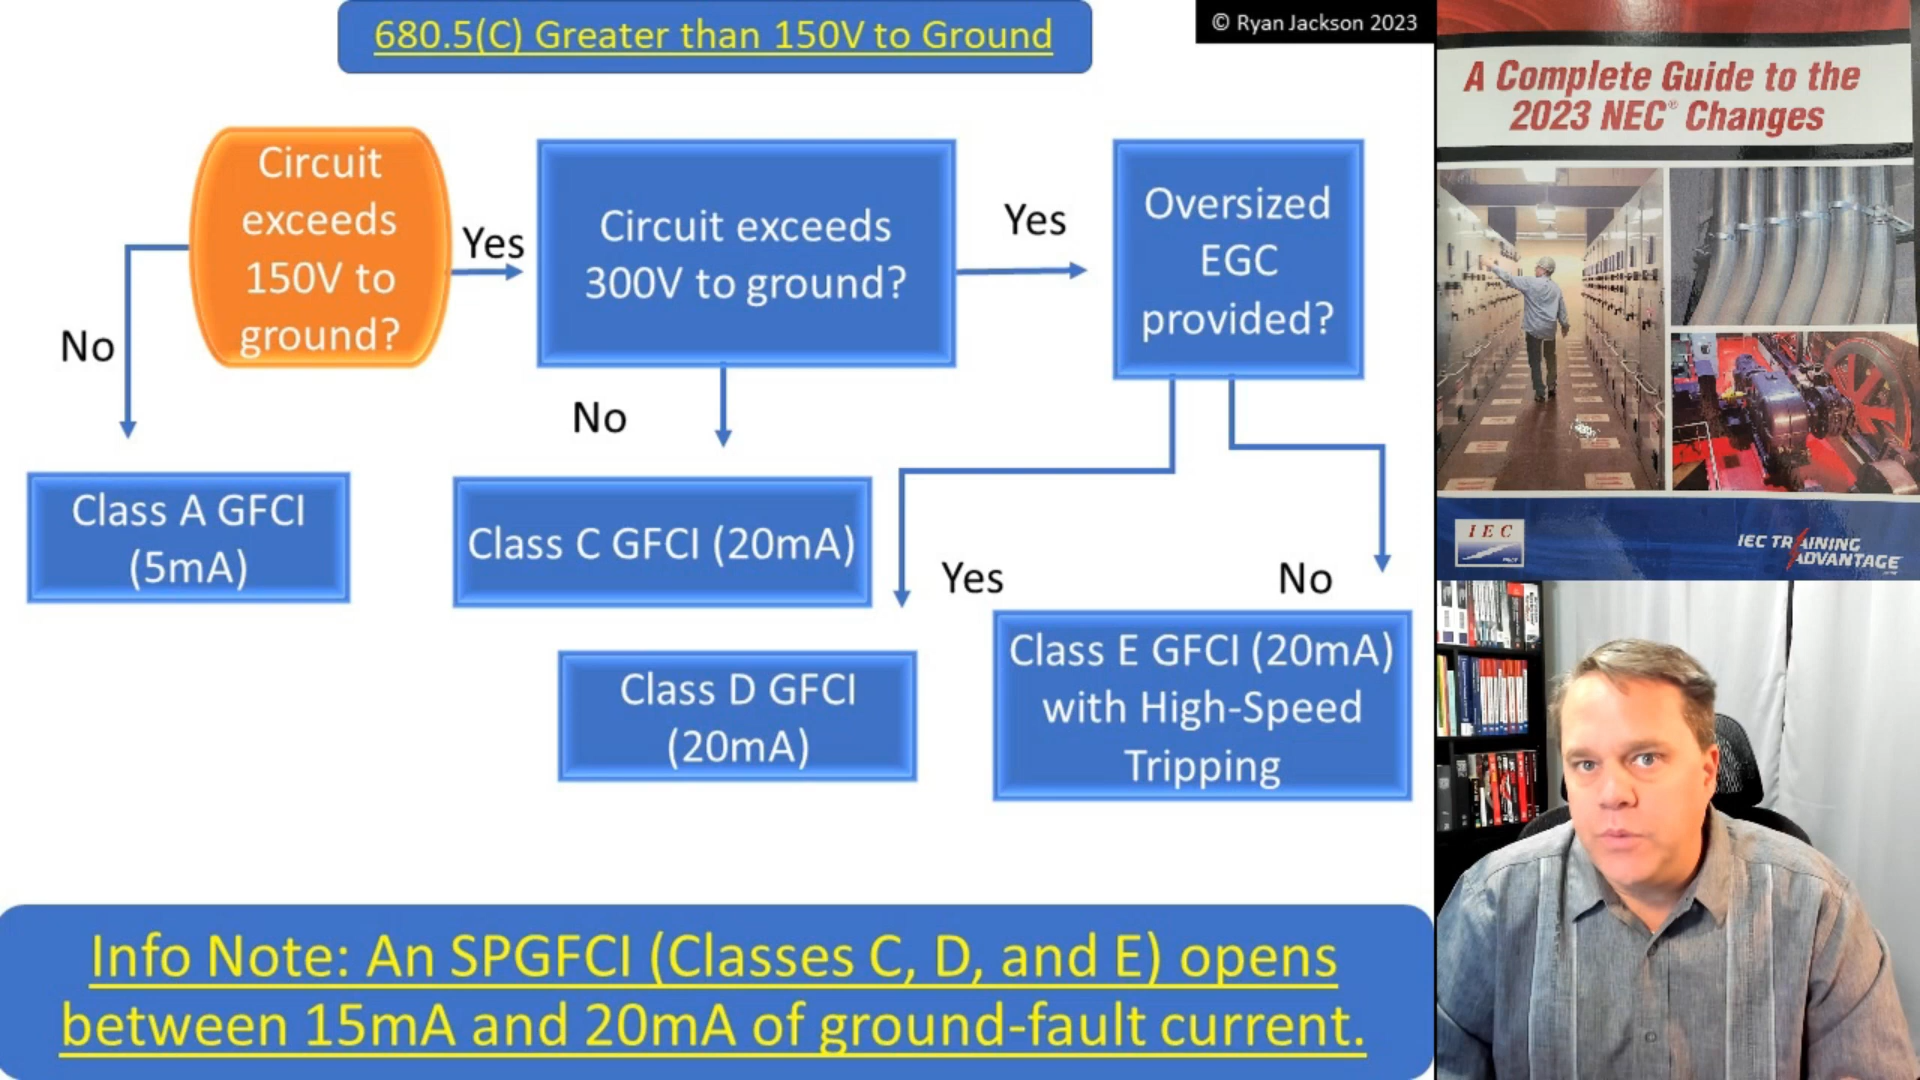 680.5(C) Greater than 150V to Ground
© Ryan Jackson 2023
Circuit
exceeds
150V to
ground?
Yes
No
Circuit exceeds
300V to ground?
Yes
No
Oversized
EGC
provided?
Yes
No
Class A GFCI
(5mA)
Class C GFCI (20mA)
Class D GFCI
(20mA)
Class E GFCI (20mA)
with High-Speed
Tripping
Info Note: An SPGFCI (Classes C, D, and E) opens
between 15mA and 20mA of ground-fault current.
A Complete Guide to the
2023 NEC® Changes
IEC
IEC TRAINING
ADVANTAGE